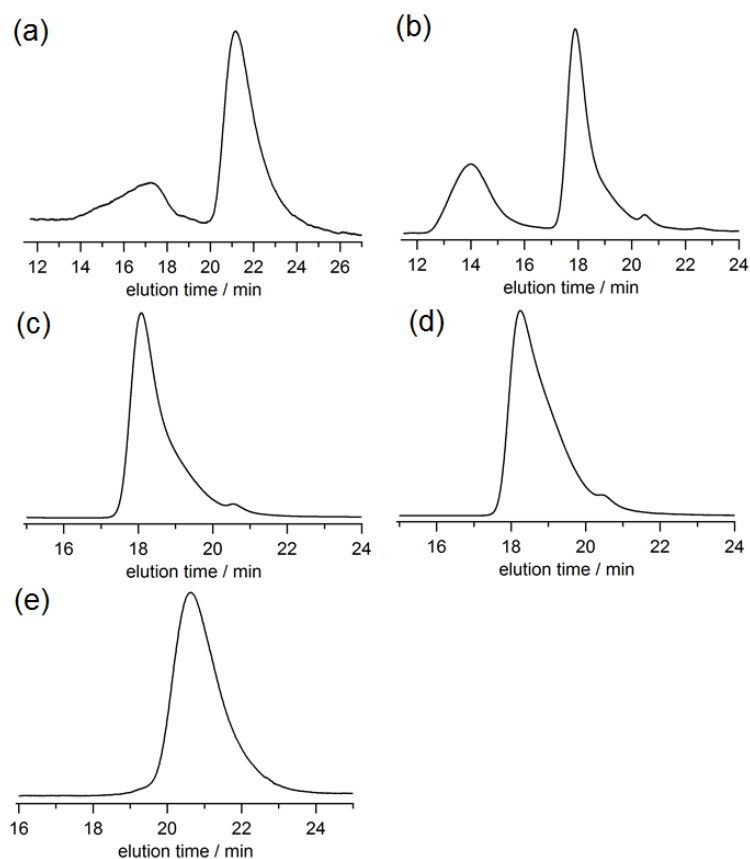 (a)
12 14 16 18 20 22 24 26
elution time / min
(b)
12 14 16 18 20 22 24
elution time / min
(c)
16 18 20 22 24
elution time / min
(d)
16 18 20 22 24
elution time / min
(e)
16 18 20 22 24
elution time / min